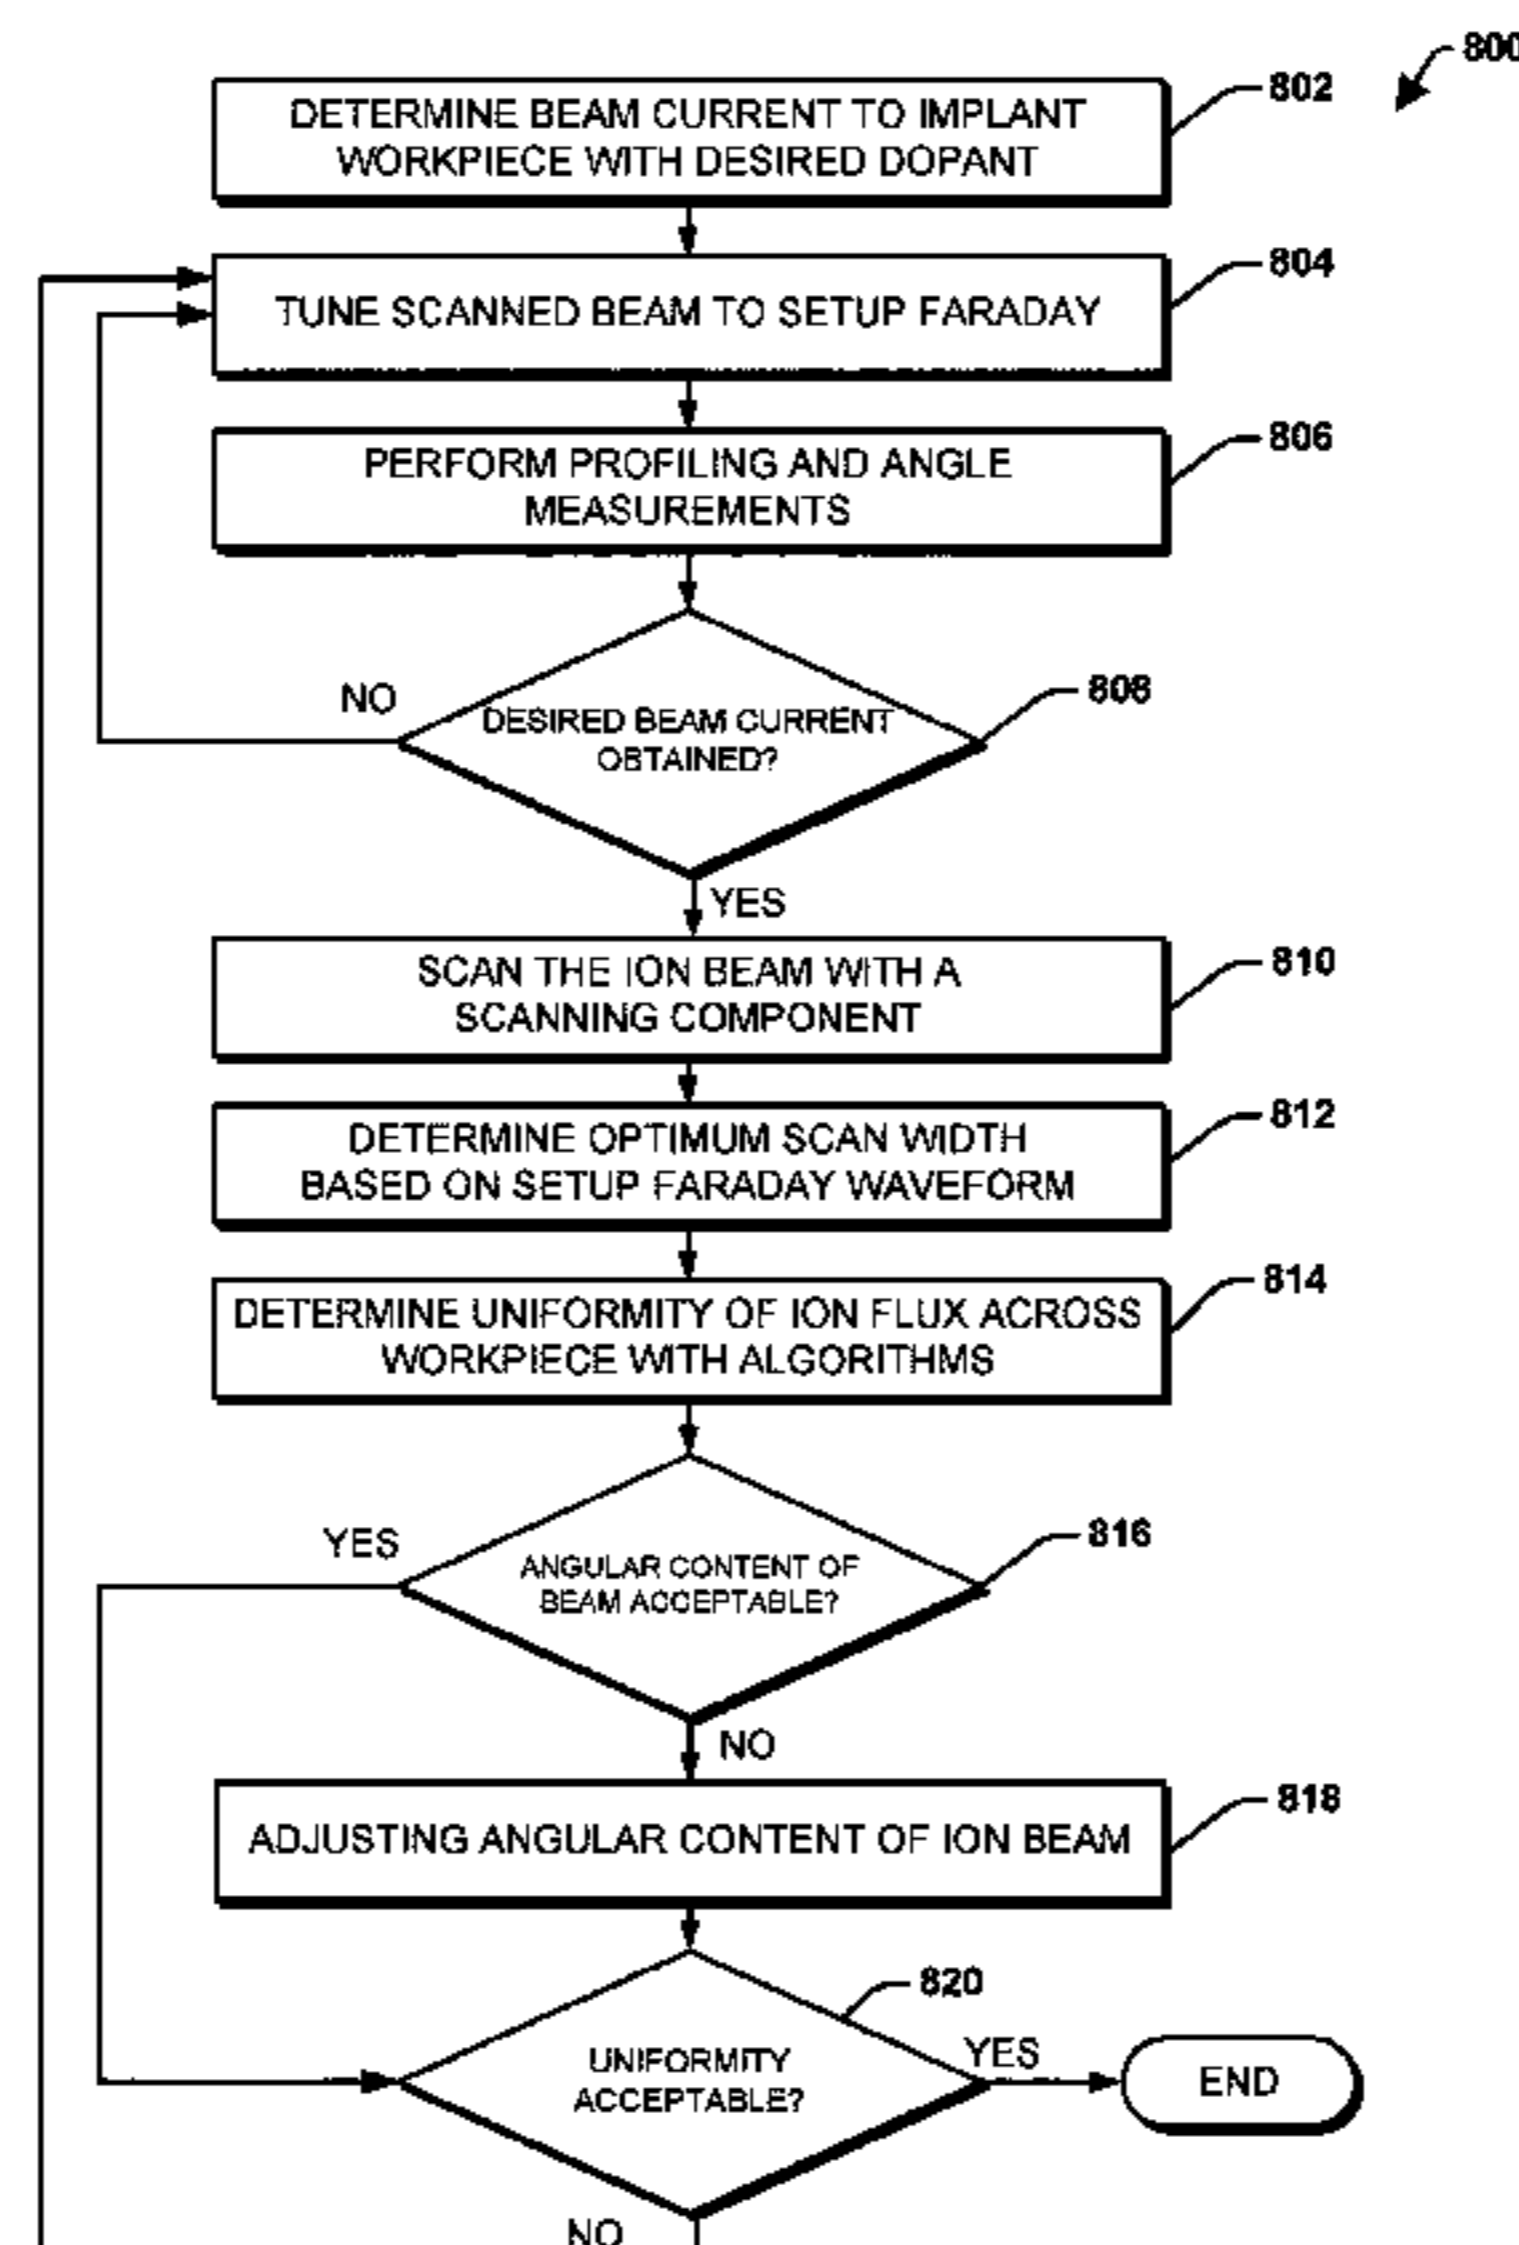 800
802
DETERMINE BEAM CURRENT TO IMPLANT
WORKPIECE WITH DESIRED DOPANT
804
TUNE SCANNED BEAM TO SETUP FARADAY
806
PERFORM PROFILING AND ANGLE
MEASUREMENTS
NO
808
DESIRED BEAM CURRENT
OBTAINED?
YES
810
SCAN THE ION BEAM WITH A
SCANNING COMPONENT
812
DETERMINE OPTIMUM SCAN WIDTH
BASED ON SETUP FARADAY WAVEFORM
814
DETERMINE UNIFORMITY OF ION FLUX ACROSS
WORKPIECE WITH ALGORITHMS
YES
816
ANGULAR CONTENT OF
BEAM ACCEPTABLE?
NO
818
ADJUSTING ANGULAR CONTENT OF ION BEAM
820
UNIFORMITY
ACCEPTABLE?
YES
END
NO